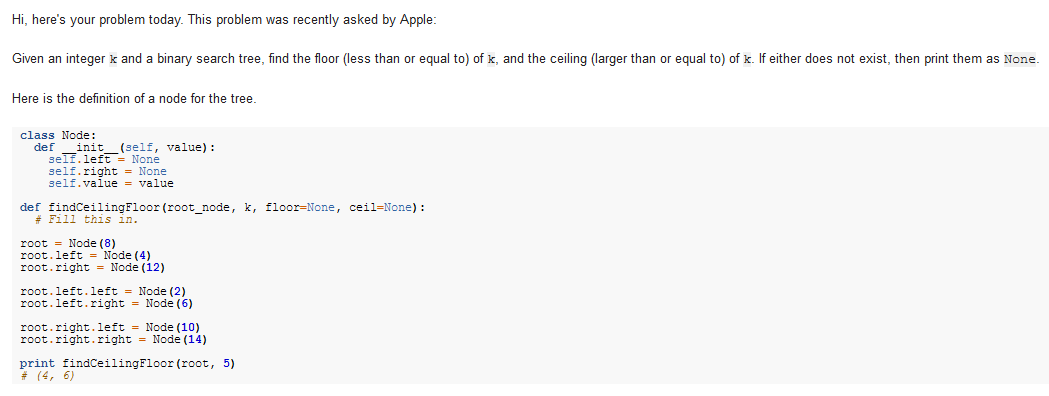 Hi, here's your problem today. This problem was recently asked by Apple:
Given an integer k and a binary search tree, find the floor (less than or equal to) of k, and the ceiling (larger than or equal to) of k. If either does not exist, then print them as None.
Here is the definition of a node for the tree.
class Node:
  def __init__(self, value):
    self.left = None
    self.right = None
    self.value = value
def findCeilingFloor(root_node, k, floor=None, ceil=None):
  # Fill this in.
root = Node(8)
root.left = Node(4)
root.right = Node(12)
root.left.left = Node(2)
root.left.right = Node(6)
root.right.left = Node(10)
root.right.right = Node(14)
print findCeilingFloor(root, 5)
# (4, 6)